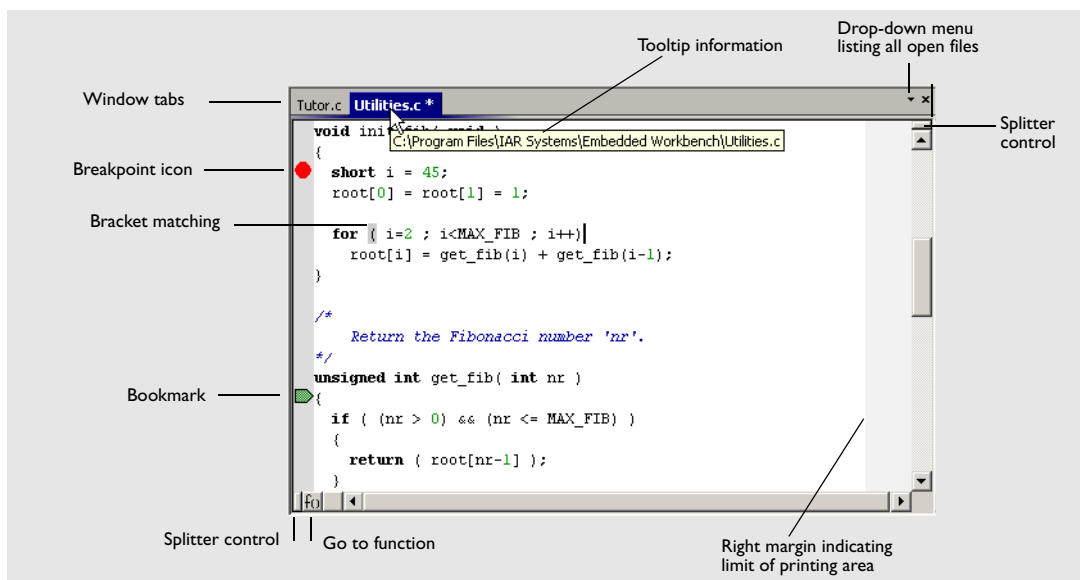 Drop-down menu
listing all open files
Tooltip information
Window tabs
Tutor.c Utilities.c *
Splitter
control
void init_fib( void )
C:\Program Files\IAR Systems\Embedded Workbench\Utilities.c
{
Breakpoint icon
short i = 45;
root[0] = root[1] = 1;
Bracket matching
for ( i=2 ; i<MAX_FIB ; i++)
root[i] = get_fib(i) + get_fib(i-1);
}
/*
Return the Fibonacci number 'nr'.
*/
unsigned int get_fib( int nr )
Bookmark
{
if ( (nr > 0) && (nr <= MAX_FIB) )
{
return ( root[nr-1] );
}
f()
Splitter control
Go to function
Right margin indicating
limit of printing area